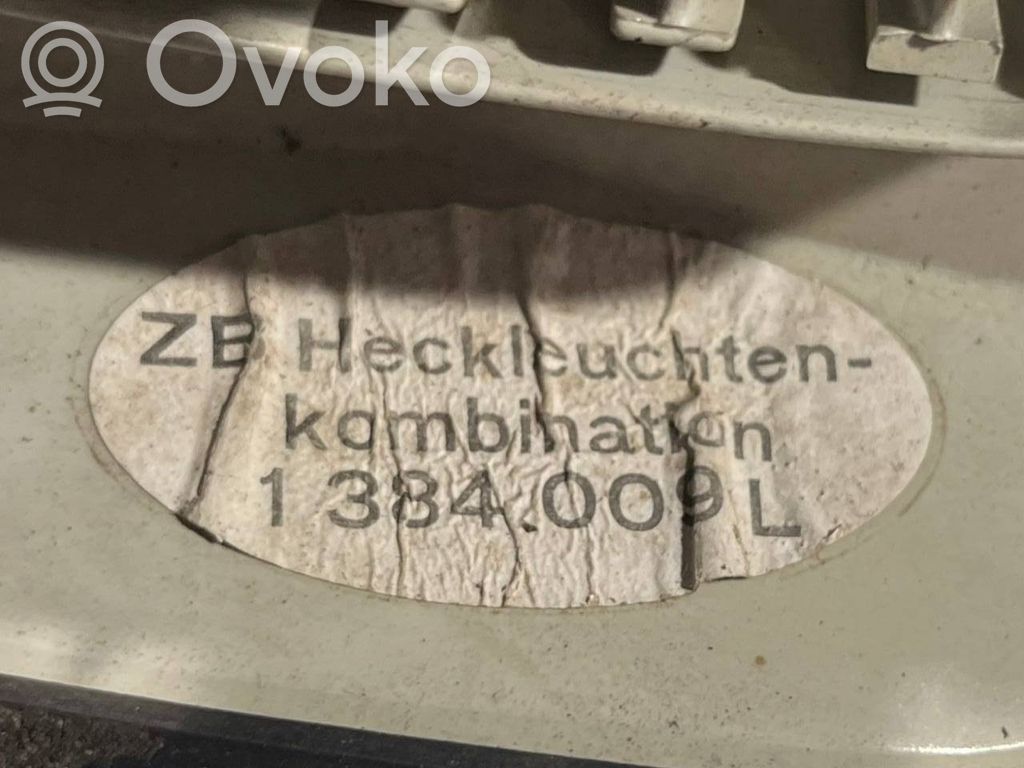 Ovoko
ZB Heckleuchten-
kombination
1 384.009 L